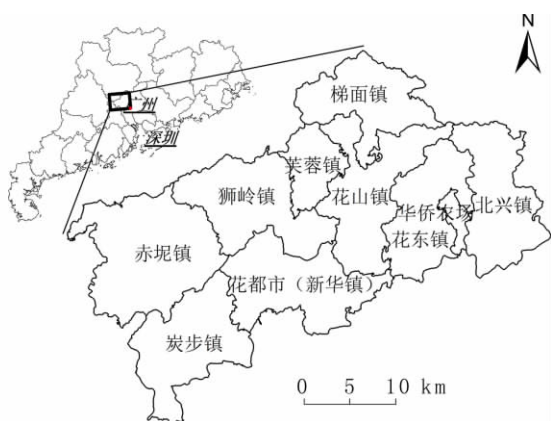 N
梯面镇
广州
深圳
芙蓉镇
狮岭镇
花山镇
华侨农场
北兴镇
花东镇
赤坭镇
花都市（新华镇）
炭步镇
0 5 10 km